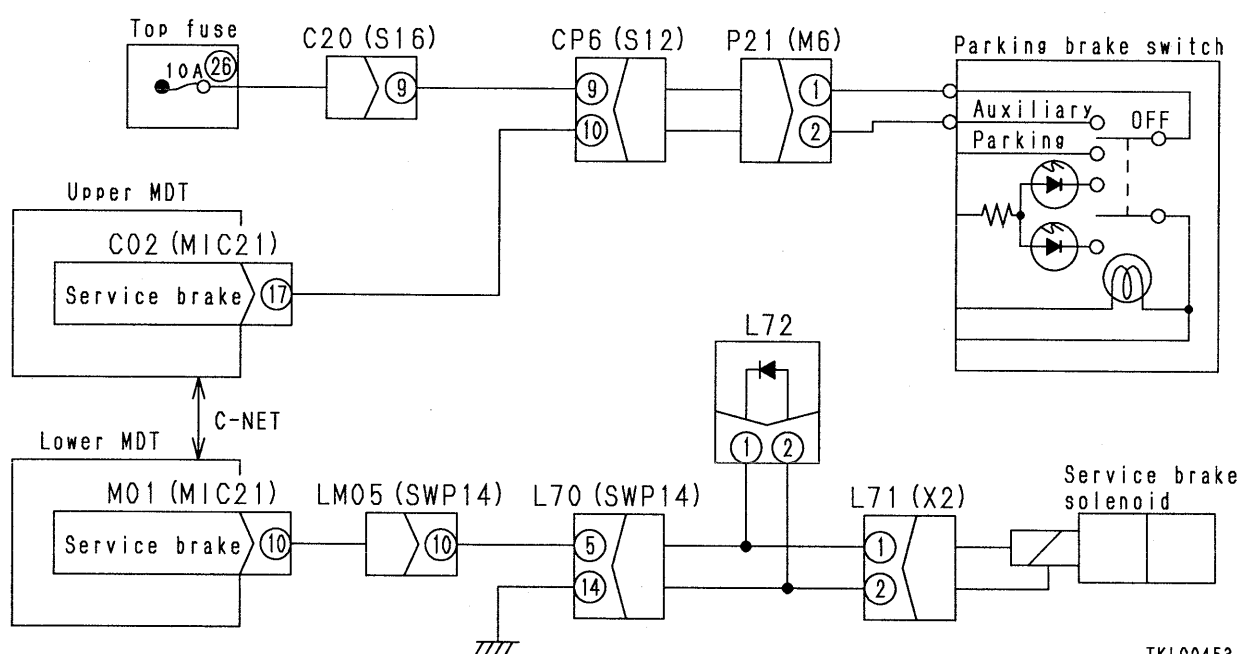 Top fuse
10A 26
C20 (S16)
9
CP6 (S12)
9
10
P21 (M6)
1
2
Parking brake switch
Auxiliary
OFF
Parking
Upper MDT
C02 (MIC21)
Service brake 17
C-NET
L72
1 2
Lower MDT
M01 (MIC21)
Service brake 10
LM05 (SWP14)
10
L70 (SWP14)
5
14
L71 (X2)
1
2
Service brake
solenoid
TKL00453